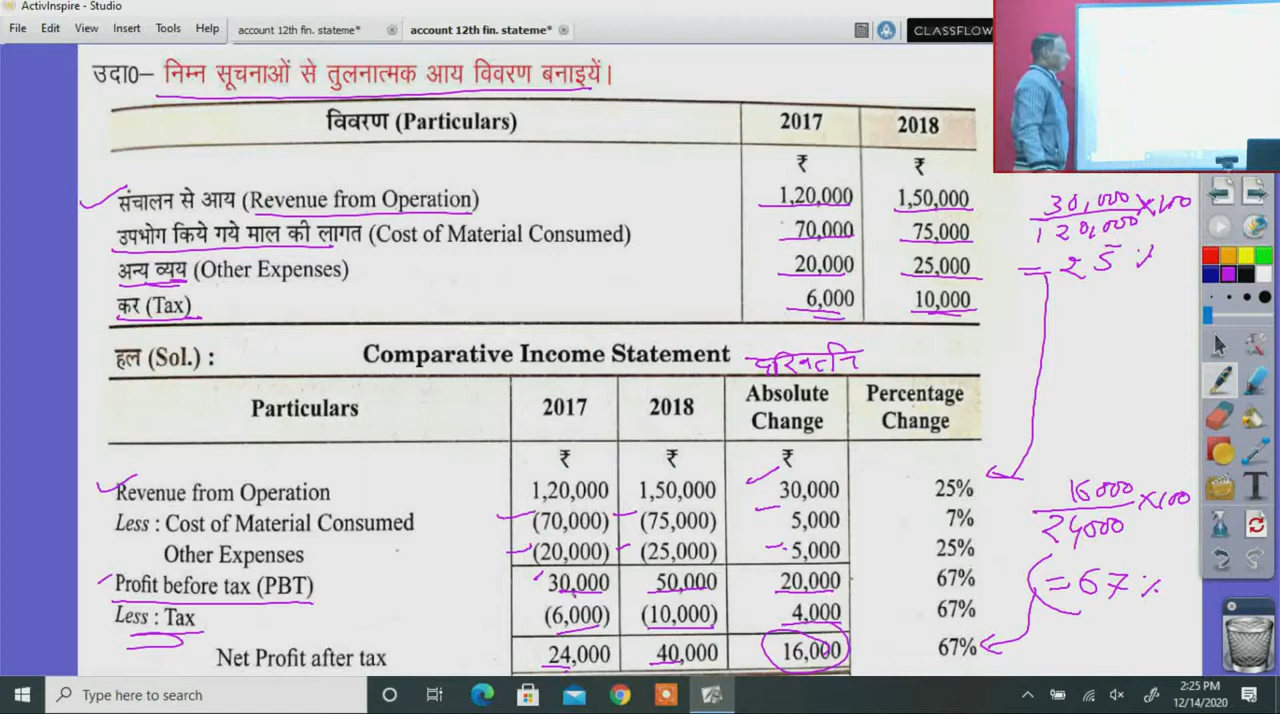 ActivInspire - Studio
File Edit View Insert Tools Help account 12th fin. stateme* account 12th fin. stateme* CLASSFLOW
उदा0- निम्न सूचनाओं से तुलनात्मक आय विवरण बनाइयें।
विवरण (Particulars) 2017 2018
₹ ₹
संचालन से आय (Revenue from Operation) 1,20,000 1,50,000
उपभोग किये गये माल की लागत (Cost of Material Consumed) 70,000 75,000
अन्य व्यय (Other Expenses) 20,000 25,000
कर (Tax) 6,000 10,000
30,000 ×100
120,000
= 25 %
हल (Sol.) : Comparative Income Statement
Particulars 2017 2018 Absolute Change Percentage Change
₹ ₹ ₹
Revenue from Operation 1,20,000 1,50,000 30,000 25%
Less : Cost of Material Consumed (70,000) (75,000) 5,000 7%
Other Expenses (20,000) (25,000) 5,000 25%
Profit before tax (PBT) 30,000 50,000 20,000 67%
Less : Tax (6,000) (10,000) 4,000 67%
Net Profit after tax 24,000 40,000 16,000 67%
16000 ×100
24000
= 67 %
Type here to search
2:25 PM
12/14/2020